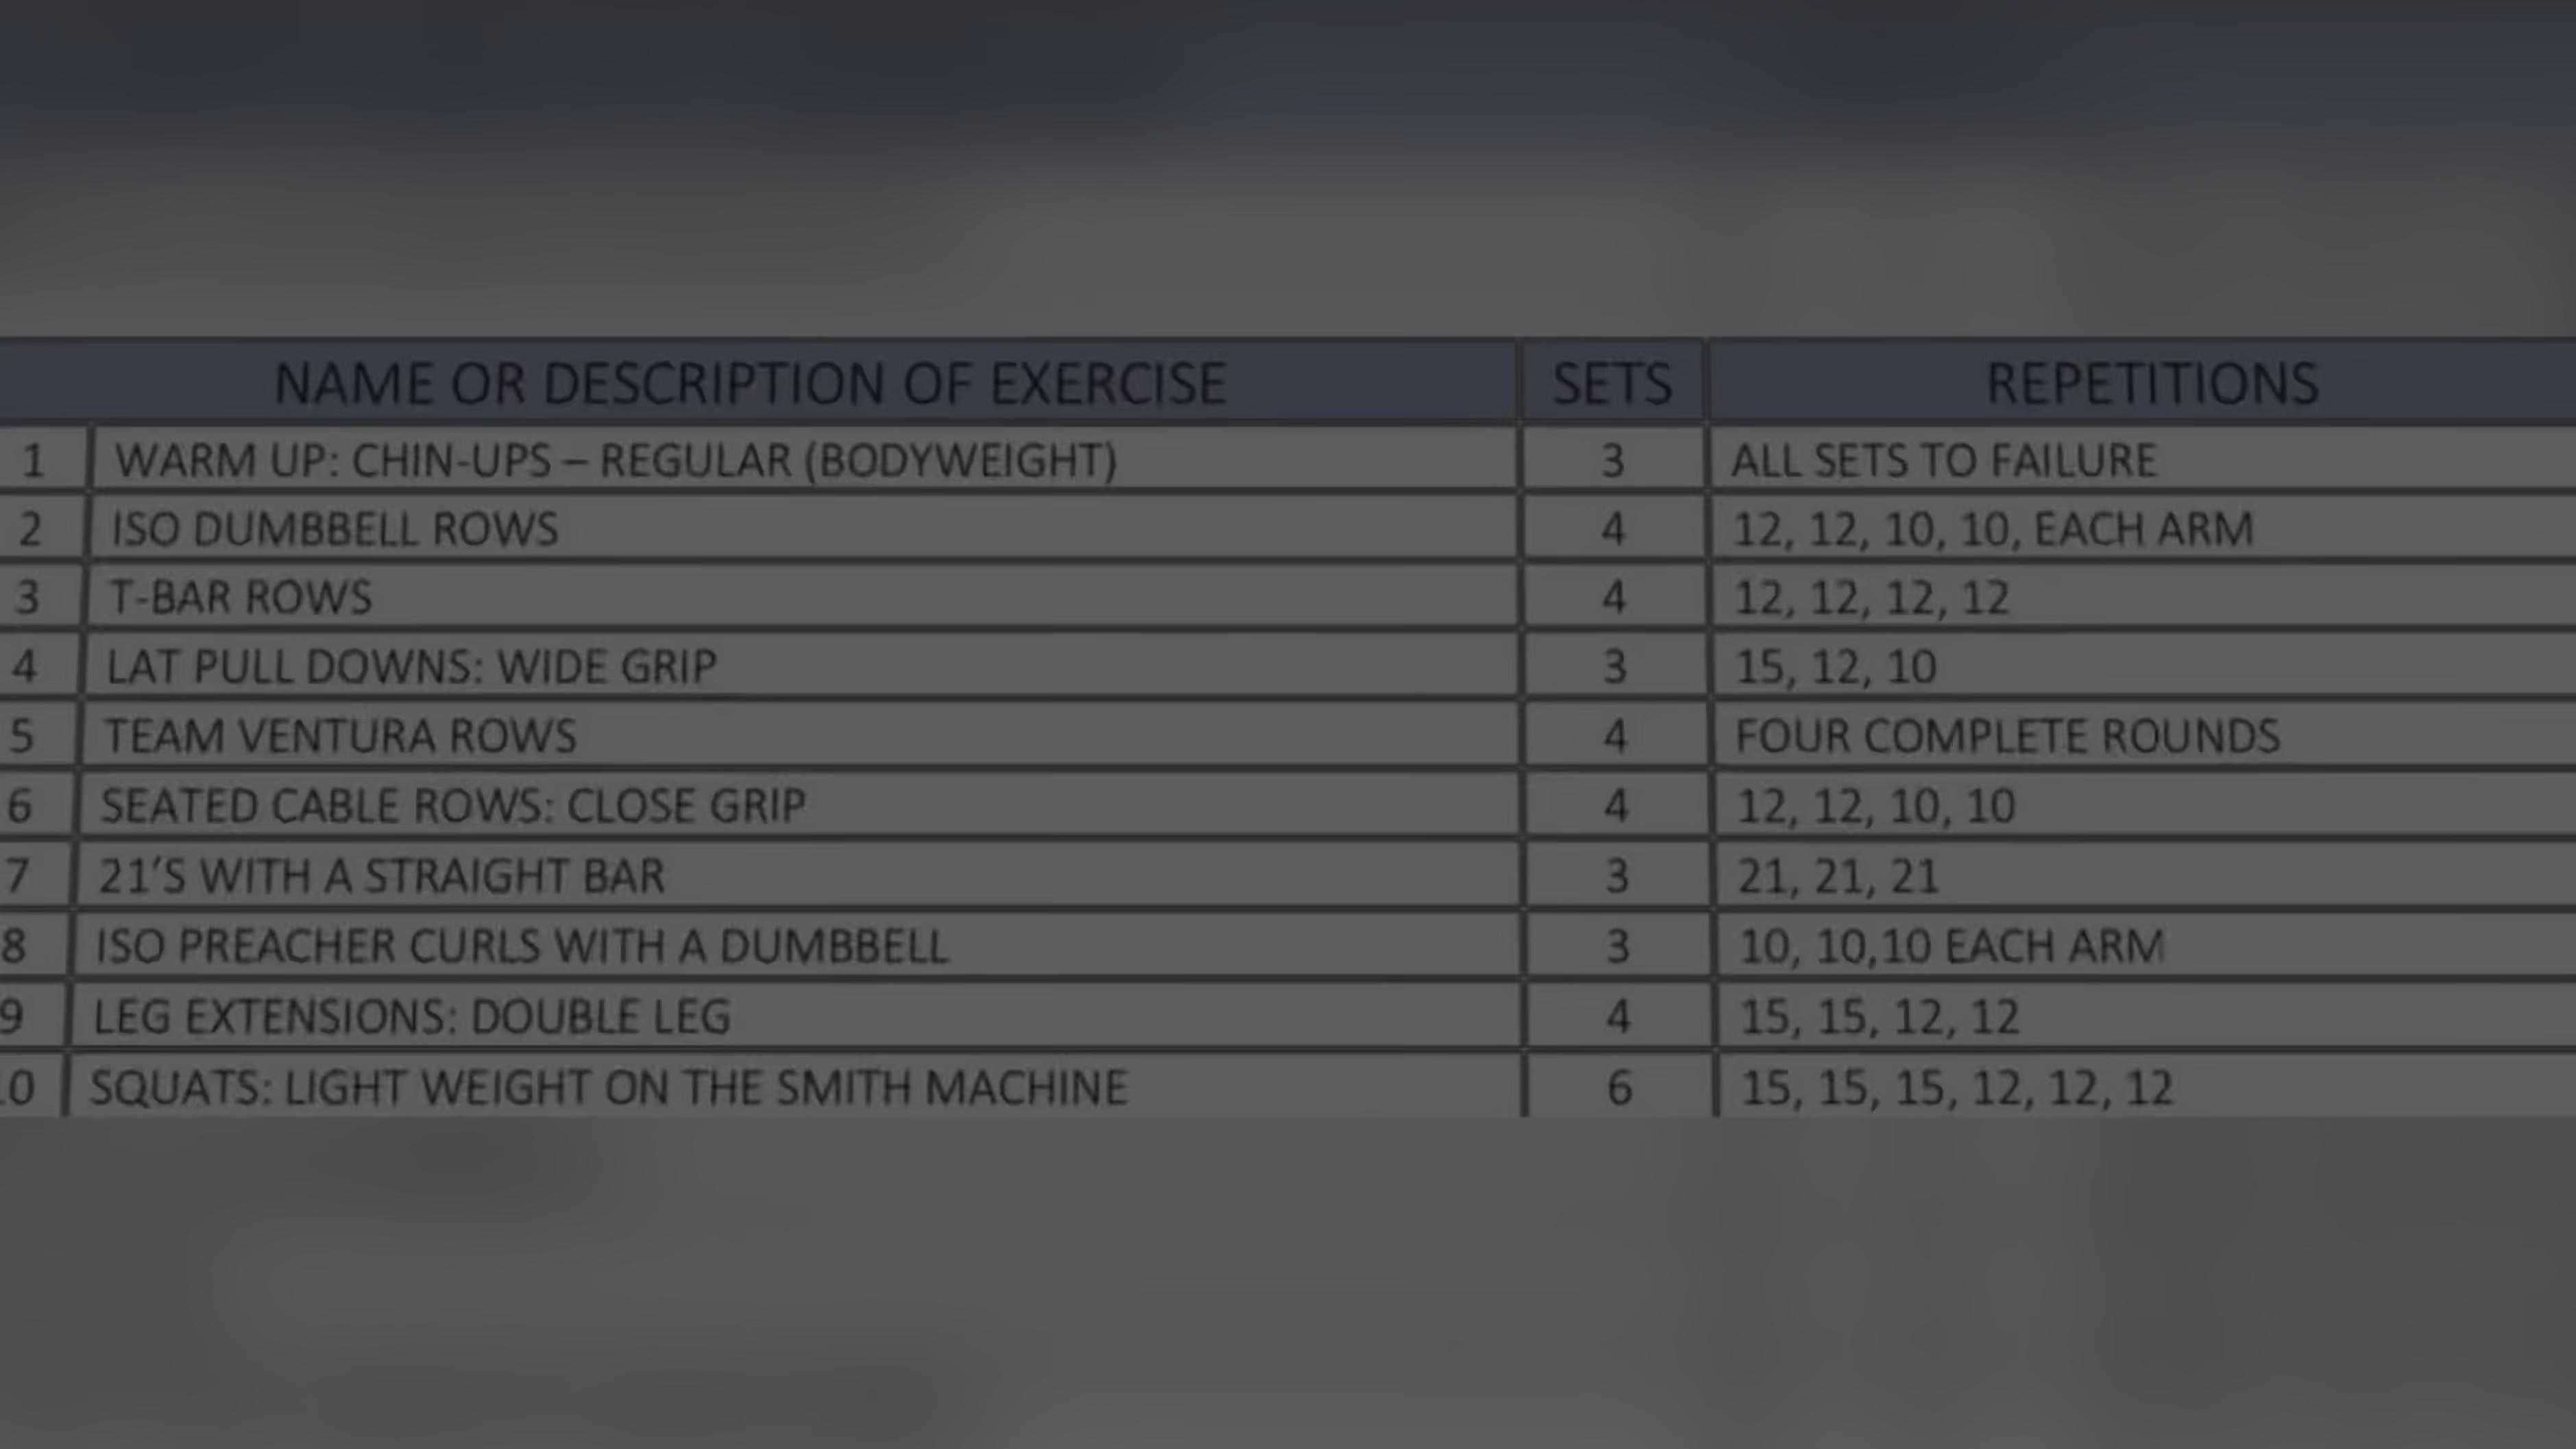 NAME OR DESCRIPTION OF EXERCISE SETS REPETITIONS
1 WARM UP: CHIN-UPS – REGULAR (BODYWEIGHT) 3 ALL SETS TO FAILURE
2 ISO DUMBBELL ROWS 4 12, 12, 10, 10, EACH ARM
3 T-BAR ROWS 4 12, 12, 12, 12
4 LAT PULL DOWNS: WIDE GRIP 3 15, 12, 10
5 TEAM VENTURA ROWS 4 FOUR COMPLETE ROUNDS
6 SEATED CABLE ROWS: CLOSE GRIP 4 12, 12, 10, 10
7 21’S WITH A STRAIGHT BAR 3 21, 21, 21
8 ISO PREACHER CURLS WITH A DUMBBELL 3 10, 10,10 EACH ARM
9 LEG EXTENSIONS: DOUBLE LEG 4 15, 15, 12, 12
10 SQUATS: LIGHT WEIGHT ON THE SMITH MACHINE 6 15, 15, 15, 12, 12, 12